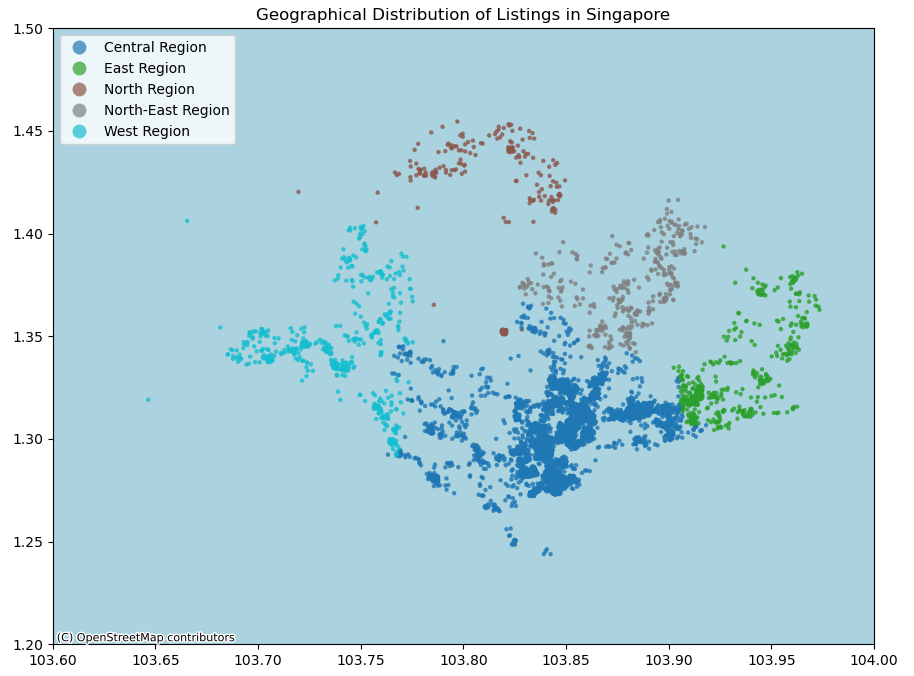 Geographical Distribution of Listings in Singapore
1.50
1.45
1.40
1.35
1.30
1.25
1.20
Central Region
East Region
North Region
North-East Region
West Region
(C) OpenStreetMap contributors
103.60 103.65 103.70 103.75 103.80 103.85 103.90 103.95 104.00